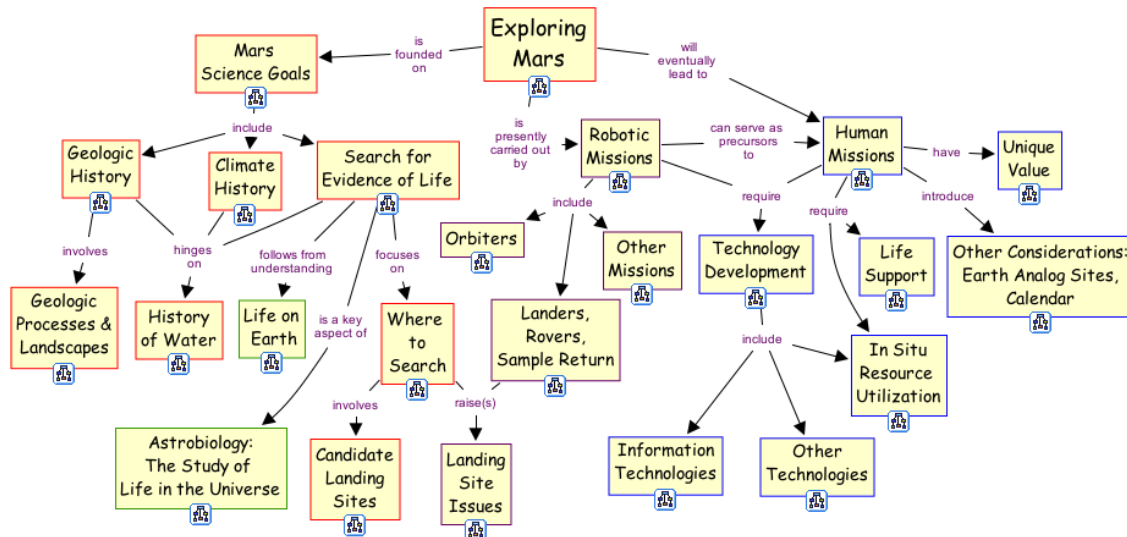 Exploring
Mars
is
founded
on
Mars
Science Goals
will
eventually
lead to
is
presently
carried out
by
include
Geologic
History
Climate
History
Search for
Evidence of Life
Robotic
Missions
can serve as
precursors
to
Human
Missions
have
Unique
Value
include
require
require
introduce
involves
hinges
on
follows from
understanding
focuses
on
is a key
aspect of
Orbiters
Other
Missions
Technology
Development
Life
Support
Other Considerations:
Earth Analog Sites,
Calendar
Geologic
Processes &
Landscapes
History
of Water
Life on
Earth
Where
to
Search
Landers,
Rovers,
Sample Return
include
In Situ
Resource
Utilization
involves
raise(s)
Astrobiology:
The Study of
Life in the Universe
Candidate
Landing
Sites
Landing
Site
Issues
Information
Technologies
Other
Technologies